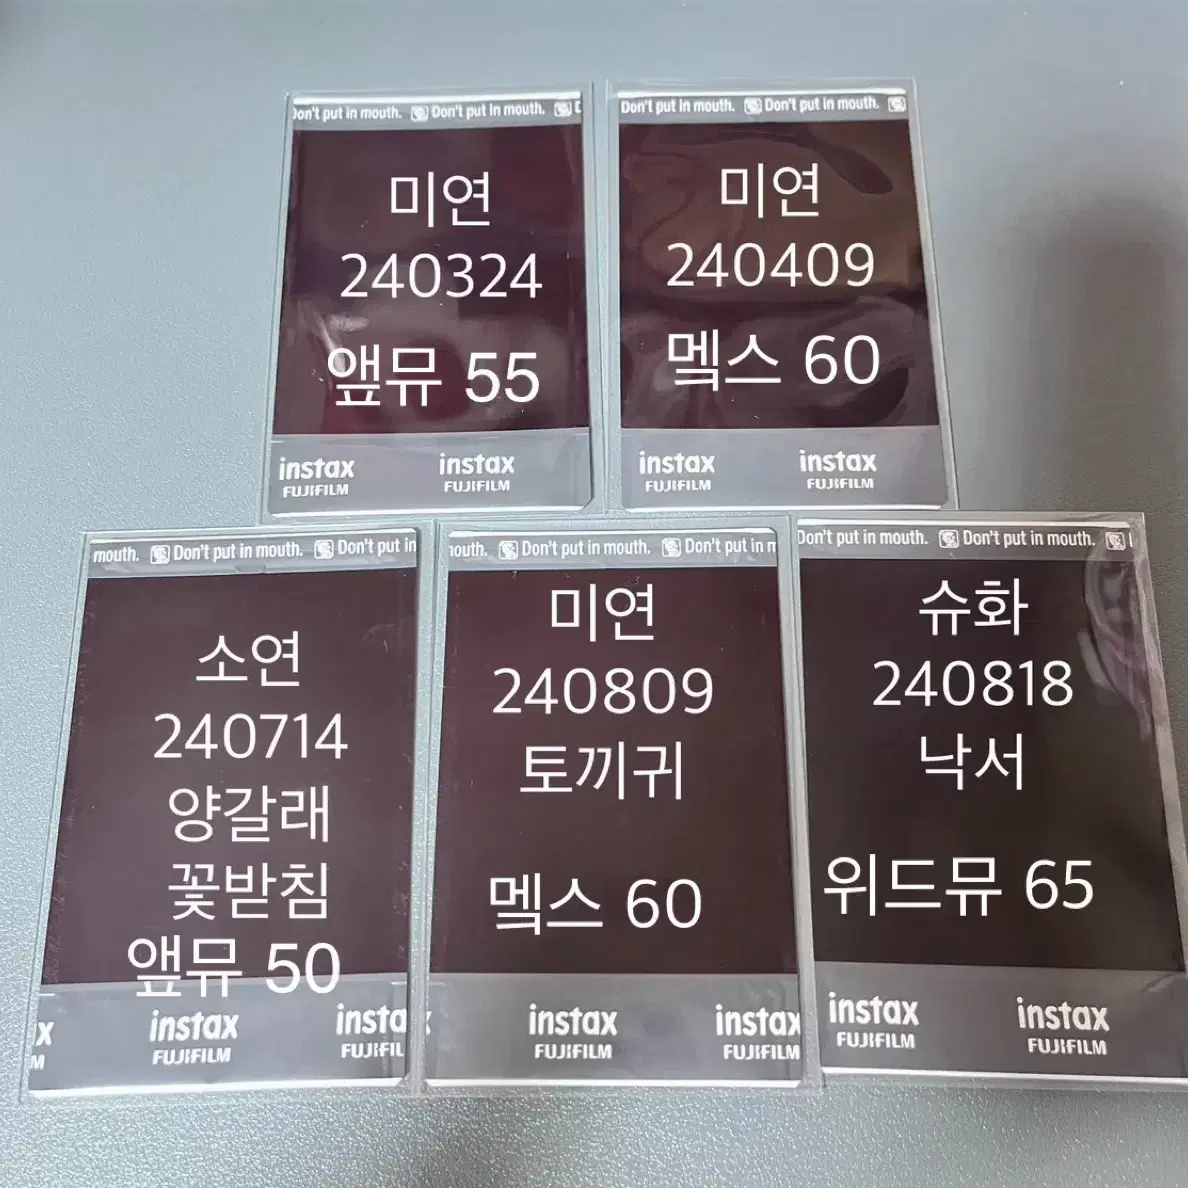 Don't put in mouth. Don't put in mouth.
미연
240324
앺뮤 55
instax instax
FUJIFILM FUJIFILM
Don't put in mouth. Don't put in mouth.
미연
240409
멬스 60
instax instax
FUJIFILM FUJIFILM
mouth. Don't put in mouth. Don't put in
소연
240714
양갈래
꽃받침
앺뮤 50
instax insta
FUJIFILM FUJIFIL
mouth. Don't put in mouth. Don't put in
미연
240809
토끼귀
멬스 60
instax instax
FUJIFILM FUJIFILM
Don't put in mouth. Don't put in mouth.
슈화
240818
낙서
위드뮤 65
instax instax
FUJIFILM FUJIFILM